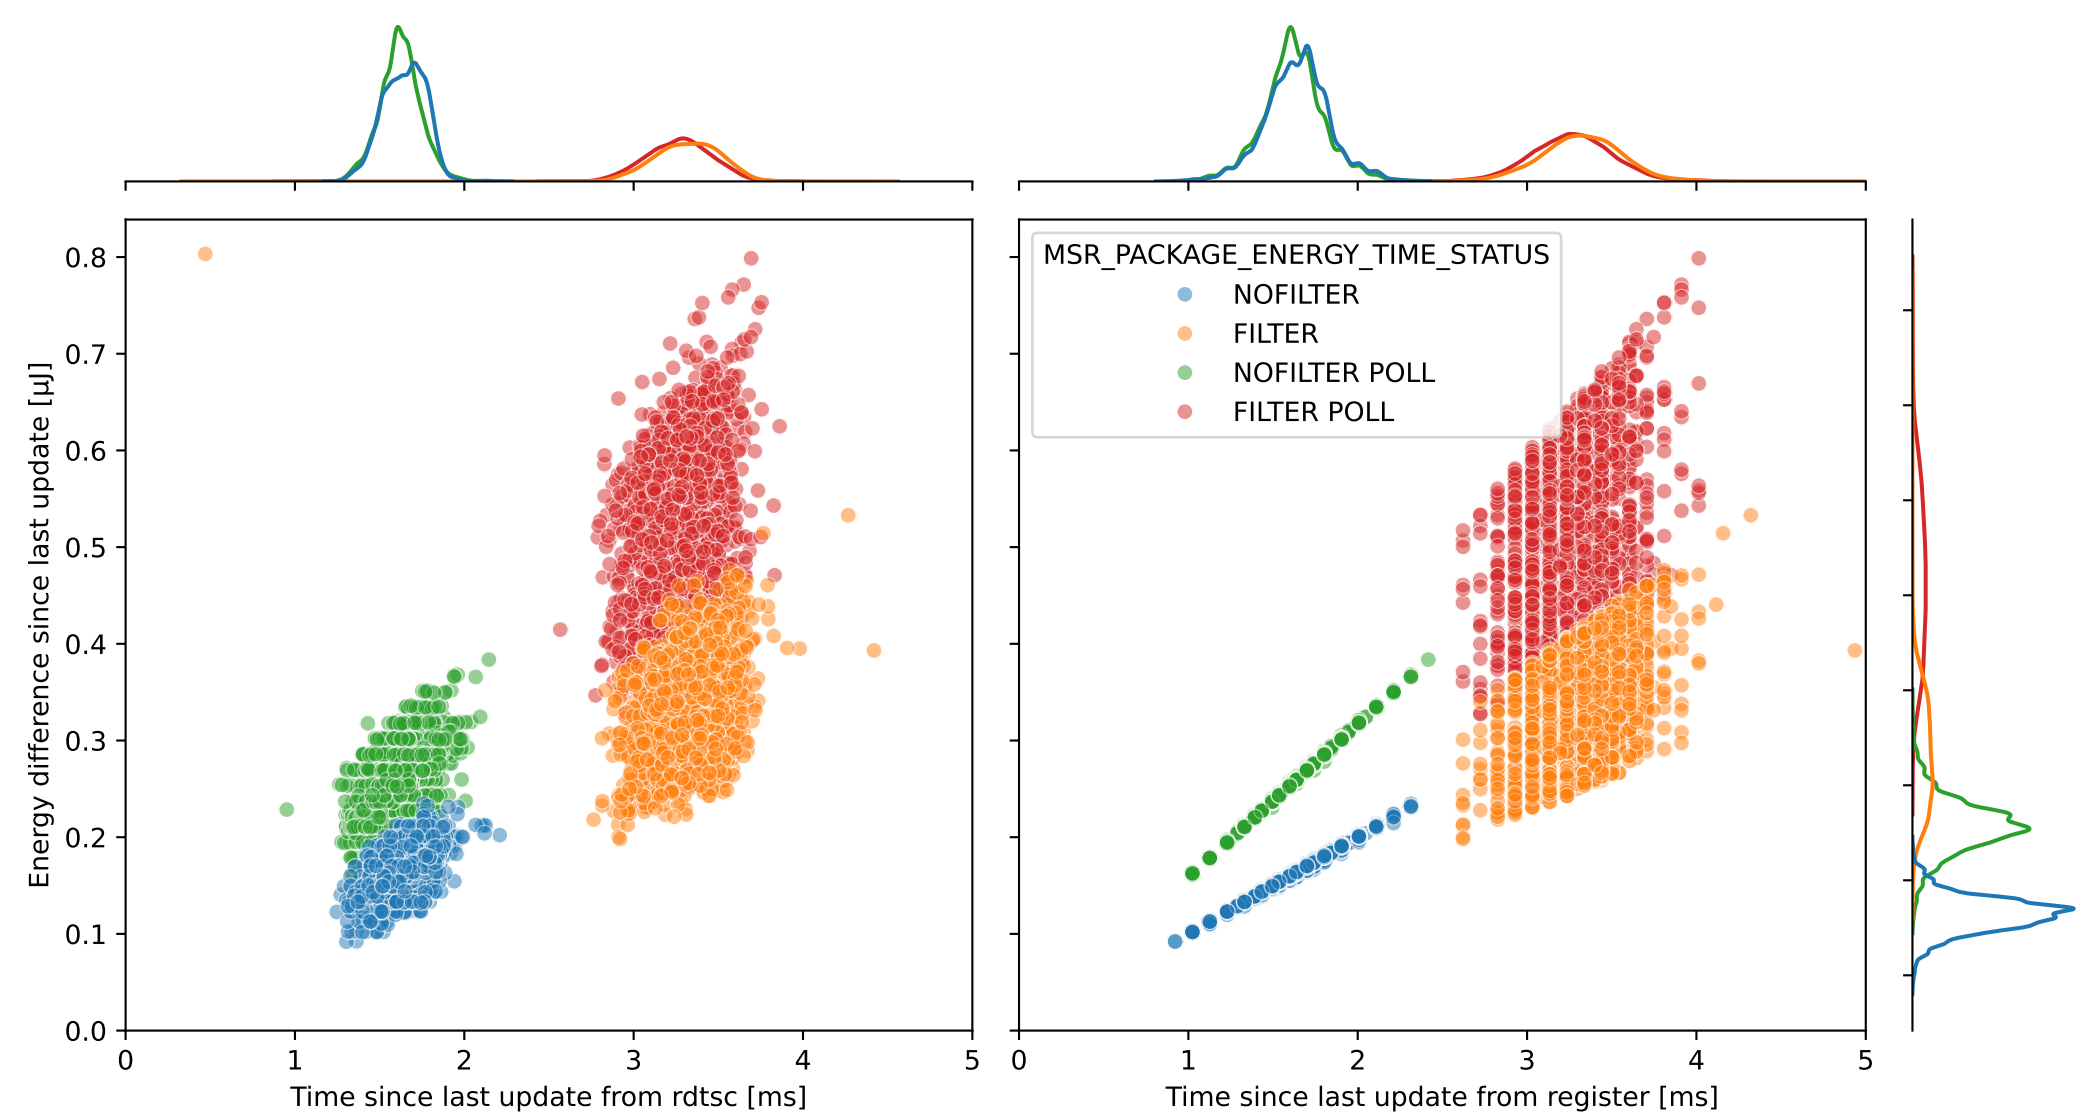 0.8
0.7
0.6
0.5
0.4
0.3
0.2
0.1
0.0
Energy difference since last update [µJ]
0 1 2 3 4 5
Time since last update from rdtsc [ms]
MSR_PACKAGE_ENERGY_TIME_STATUS
NOFILTER
FILTER
NOFILTER POLL
FILTER POLL
0 1 2 3 4 5
Time since last update from register [ms]